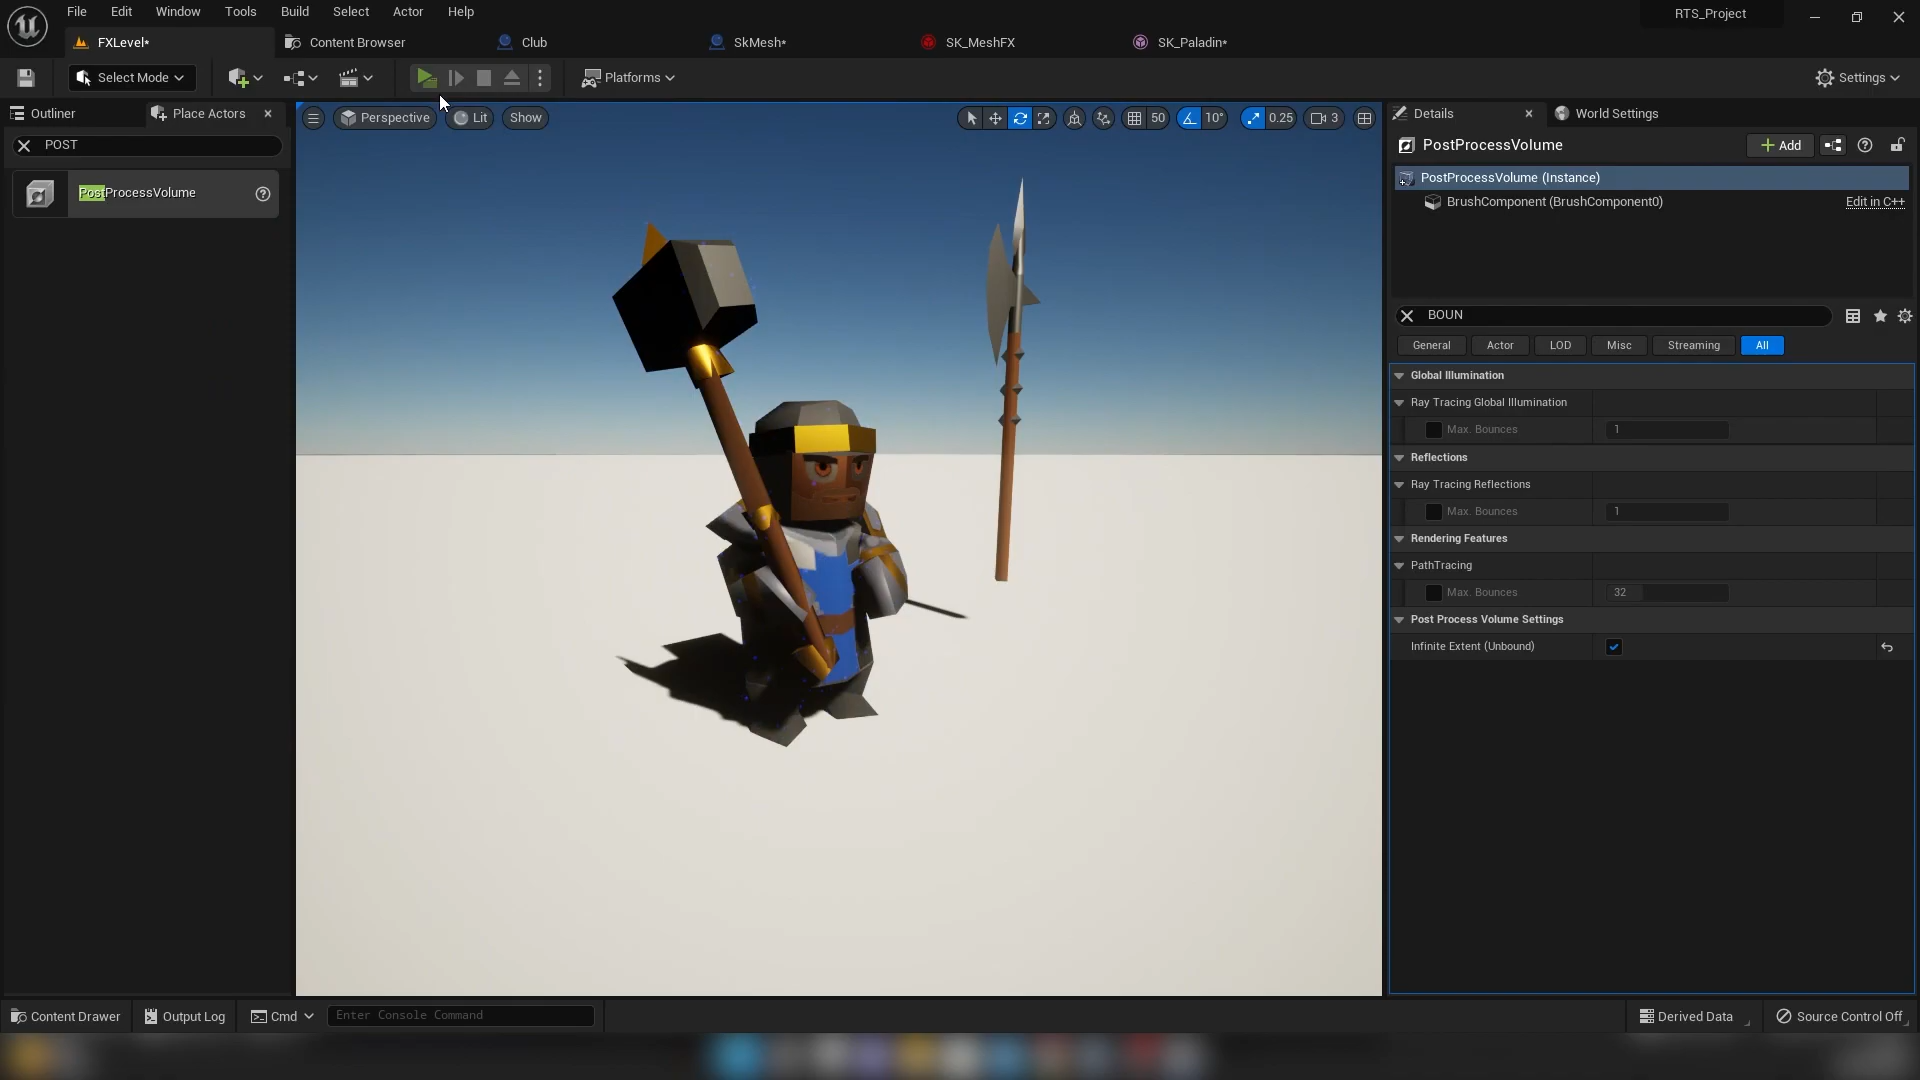 File Edit Window Tools Build Select Actor Help
RTS_Project
FXLevel*
Content Browser
Club
SkMesh*
SK_MeshFX
SK_Paladin*
Select Mode
Platforms
Settings
Outliner
Place Actors
POST
PostProcessVolume
Perspective
Lit
Show
50
10°
0.25
3
Details
World Settings
PostProcessVolume
Add
PostProcessVolume (Instance)
BrushComponent (BrushComponent0)
Edit in C++
BOUN
General
Actor
LOD
Misc
Streaming
All
Global Illumination
Ray Tracing Global Illumination
Max. Bounces 1
Reflections
Ray Tracing Reflections
Max. Bounces 1
Rendering Features
PathTracing
Max. Bounces 32
Post Process Volume Settings
Infinite Extent (Unbound)
Content Drawer
Output Log
Cmd
Enter Console Command
Derived Data
Source Control Off